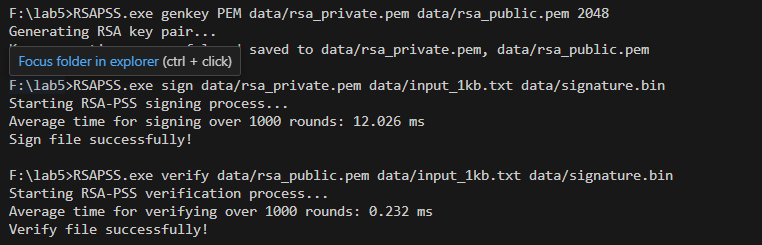 F:\lab5>RSAPSS.exe genkey PEM data/rsa_private.pem data/rsa_public.pem 2048
Generating RSA key pair...
saved to data/rsa_private.pem, data/rsa_public.pem
Focus folder in explorer (ctrl + click)
F:\lab5>RSAPSS.exe sign data/rsa_private.pem data/input_1kb.txt data/signature.bin
Starting RSA-PSS signing process...
Average time for signing over 1000 rounds: 12.026 ms
Sign file successfully!
F:\lab5>RSAPSS.exe verify data/rsa_public.pem data/input_1kb.txt data/signature.bin
Starting RSA-PSS verification process...
Average time for verifying over 1000 rounds: 0.232 ms
Verify file successfully!